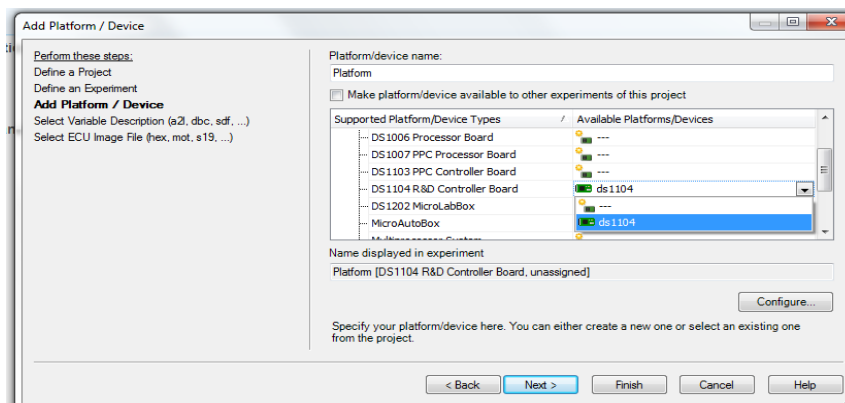 Add Platform / Device
Perform these steps:
Define a Project
Define an Experiment
Add Platform / Device
Select Variable Description (a2l, dbc, sdf, ...)
Select ECU Image File (hex, mot, s19, ...)
Platform/device name:
Platform
Make platform/device available to other experiments of this project
Supported Platform/Device Types / Available Platforms/Devices
DS1006 Processor Board ---
DS1007 PPC Processor Board ---
DS1103 PPC Controller Board ---
DS1104 R&D Controller Board ds1104
DS1202 MicroLabBox ---
MicroAutoBox ds1104
Name displayed in experiment
Platform [DS1104 R&D Controller Board, unassigned]
Configure...
Specify your platform/device here. You can either create a new one or select an existing one
from the project.
< Back Next > Finish Cancel Help